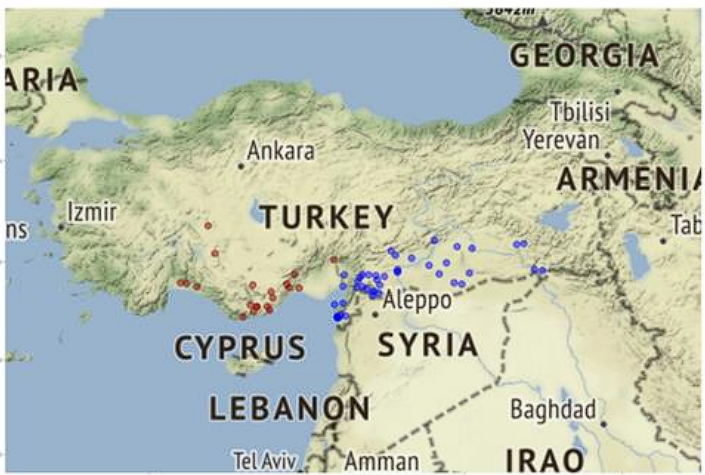 3642m
GEORGIA
ARIA
Tbilisi
Yerevan
Ankara
ARMENIA
Izmir
TURKEY
ns
Tab
Aleppo
CYPRUS
SYRIA
LEBANON
Baghdad
Tel Aviv
Amman
IRAQ